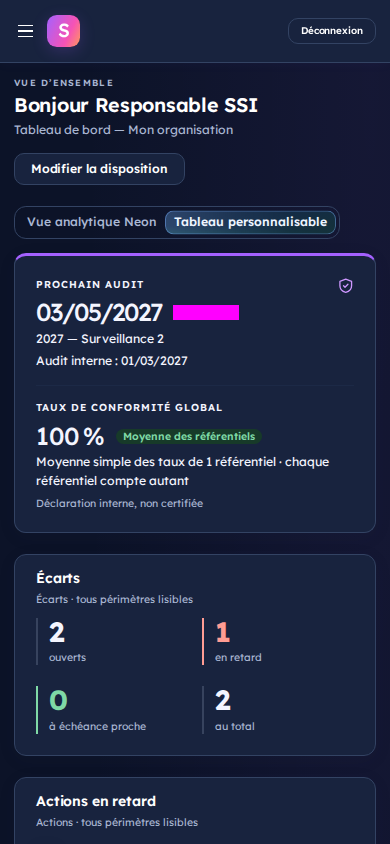 S
Déconnexion
VUE D'ENSEMBLE
Bonjour Responsable SSI
Tableau de bord — Mon organisation
Modifier la disposition
Vue analytique Neon
Tableau personnalisable
PROCHAIN AUDIT
03/05/2027
2027 — Surveillance 2
Audit interne : 01/03/2027
TAUX DE CONFORMITÉ GLOBAL
100 % Moyenne des référentiels
Moyenne simple des taux de 1 référentiel · chaque
référentiel compte autant
Déclaration interne, non certifiée
Écarts
Écarts · tous périmètres lisibles
2
ouverts
1
en retard
0
à échéance proche
2
au total
Actions en retard
Actions · tous périmètres lisibles